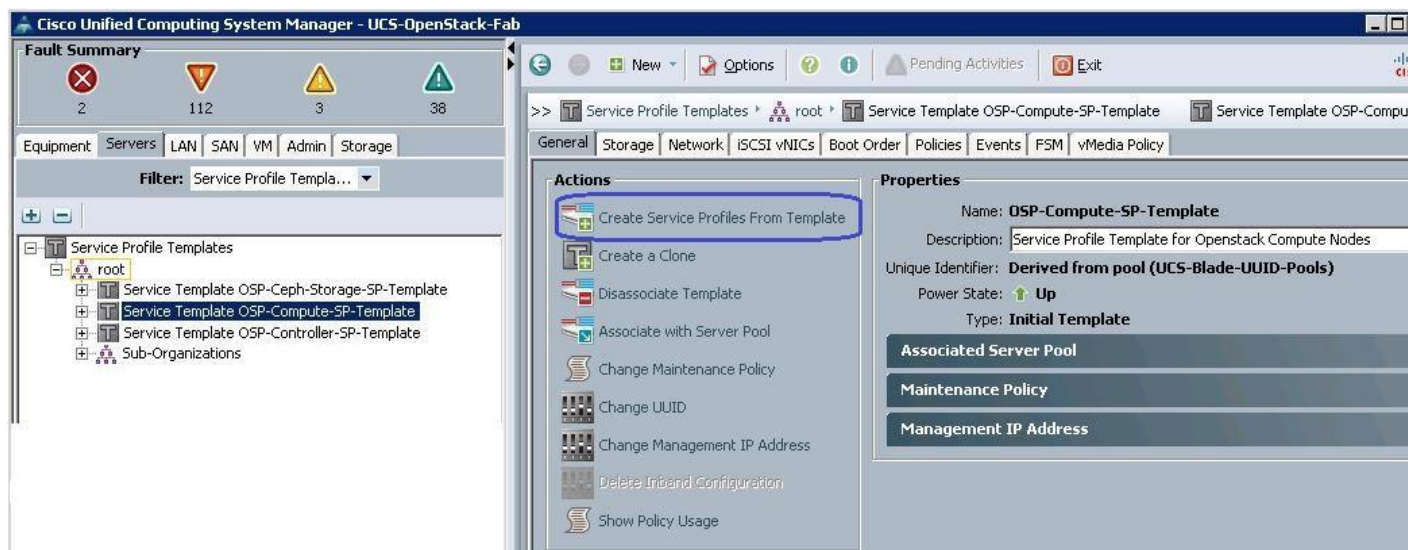 Cisco Unified Computing System Manager - UCS-OpenStack-Fab
Fault Summary
2 112 3 38
Equipment Servers LAN SAN VM Admin Storage
Filter: Service Profile Templa...
Service Profile Templates
root
Service Template OSP-Ceph-Storage-SP-Template
Service Template OSP-Compute-SP-Template
Service Template OSP-Controller-SP-Template
Sub-Organizations
New Options Pending Activities Exit
>> Service Profile Templates root Service Template OSP-Compute-SP-Template Service Template OSP-Compu
General Storage Network iSCSI vNICs Boot Order Policies Events FSM vMedia Policy
Actions
Create Service Profiles From Template
Create a Clone
Disassociate Template
Associate with Server Pool
Change Maintenance Policy
Change UUID
Change Management IP Address
Delete Inband Configuration
Show Policy Usage
Properties
Name: OSP-Compute-SP-Template
Description: Service Profile Template for Openstack Compute Nodes
Unique Identifier: Derived from pool (UCS-Blade-UUID-Pools)
Power State: Up
Type: Initial Template
Associated Server Pool
Maintenance Policy
Management IP Address